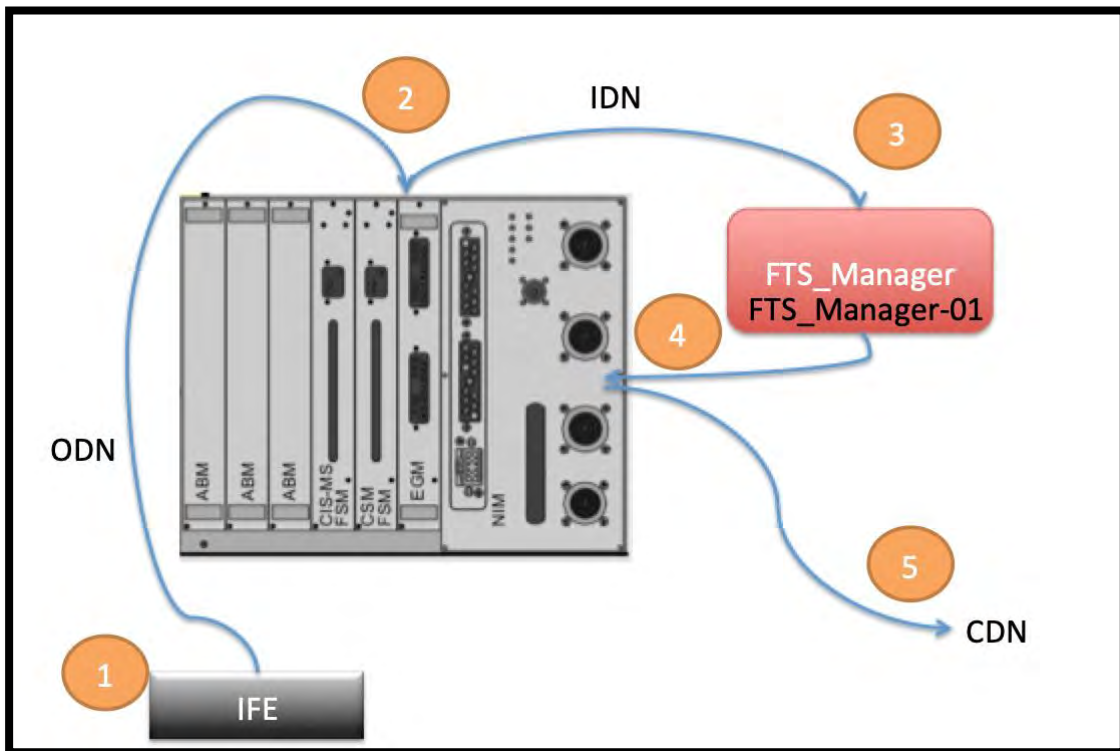 2
IDN
3
FTS_Manager
FTS_Manager-01
4
ODN
ABM
ABM
ABM
CIS-MS
FSM
CSM
FSM
EGM
NIM
5
CDN
1
IFE